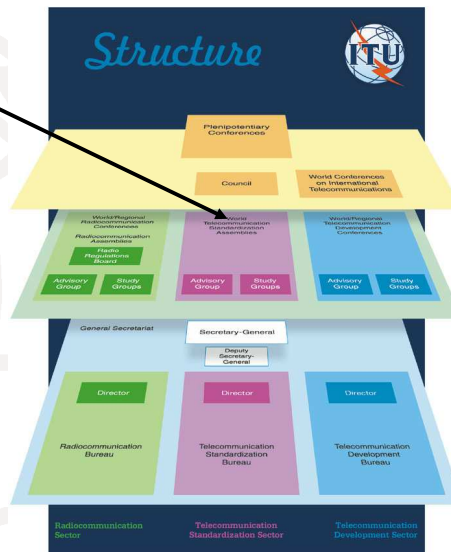 Structure
ITU
Plenipotentiary
Conferences
Council
World Conferences
on International
Telecommunications
World/Regional
Radiocommunication
Conferences
Radiocommunication
Assemblies
Radio
Regulations
Board
Advisory
Group
Study
Groups
World
Telecommunication
Standardization
Assemblies
Advisory
Group
Study
Groups
World/Regional
Telecommunication
Development
Conferences
Advisory
Group
Study
Groups
General Secretariat
Secretary-General
Deputy
Secretary-
General
Director
Radiocommunication
Bureau
Director
Telecommunication
Standardization
Bureau
Director
Telecommunication
Development
Bureau
Radiocommunication
Sector
Telecommunication
Standardization Sector
Telecommunication
Development Sector